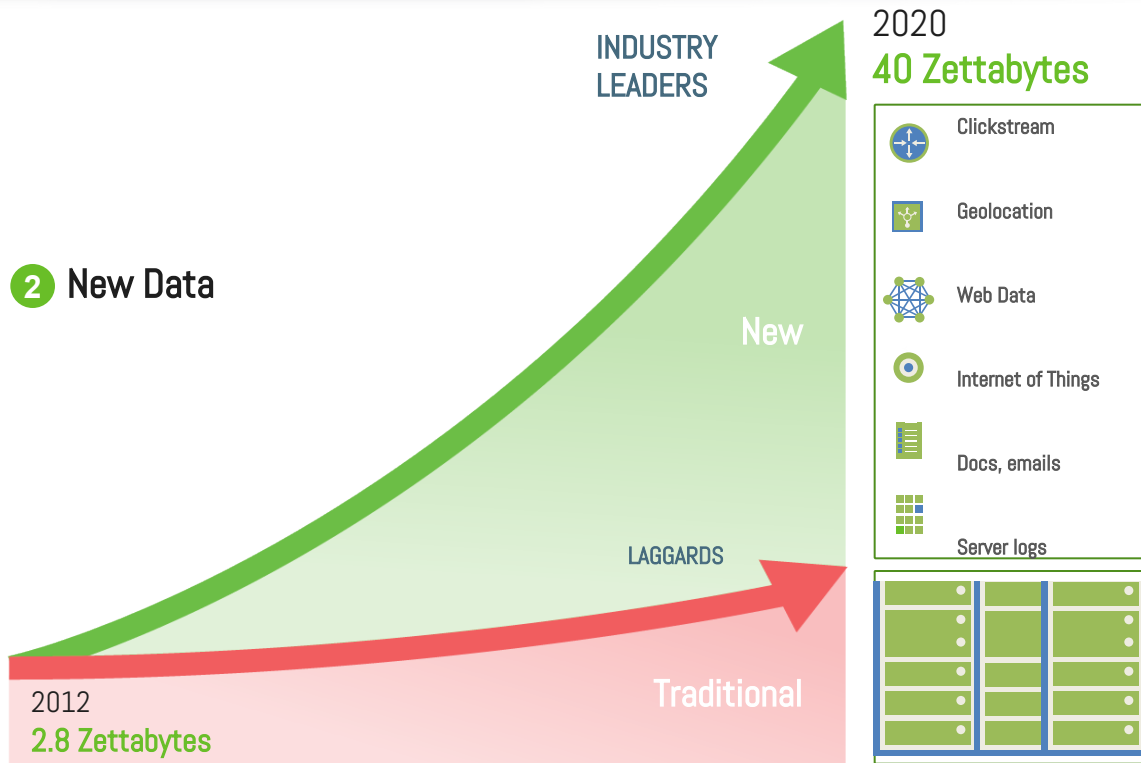 INDUSTRY
LEADERS
2020
40 Zettabytes
Clickstream
Geolocation
2 New Data
Web Data
New
Internet of Things
Docs, emails
Server logs
LAGGARDS
Traditional
2012
2.8 Zettabytes